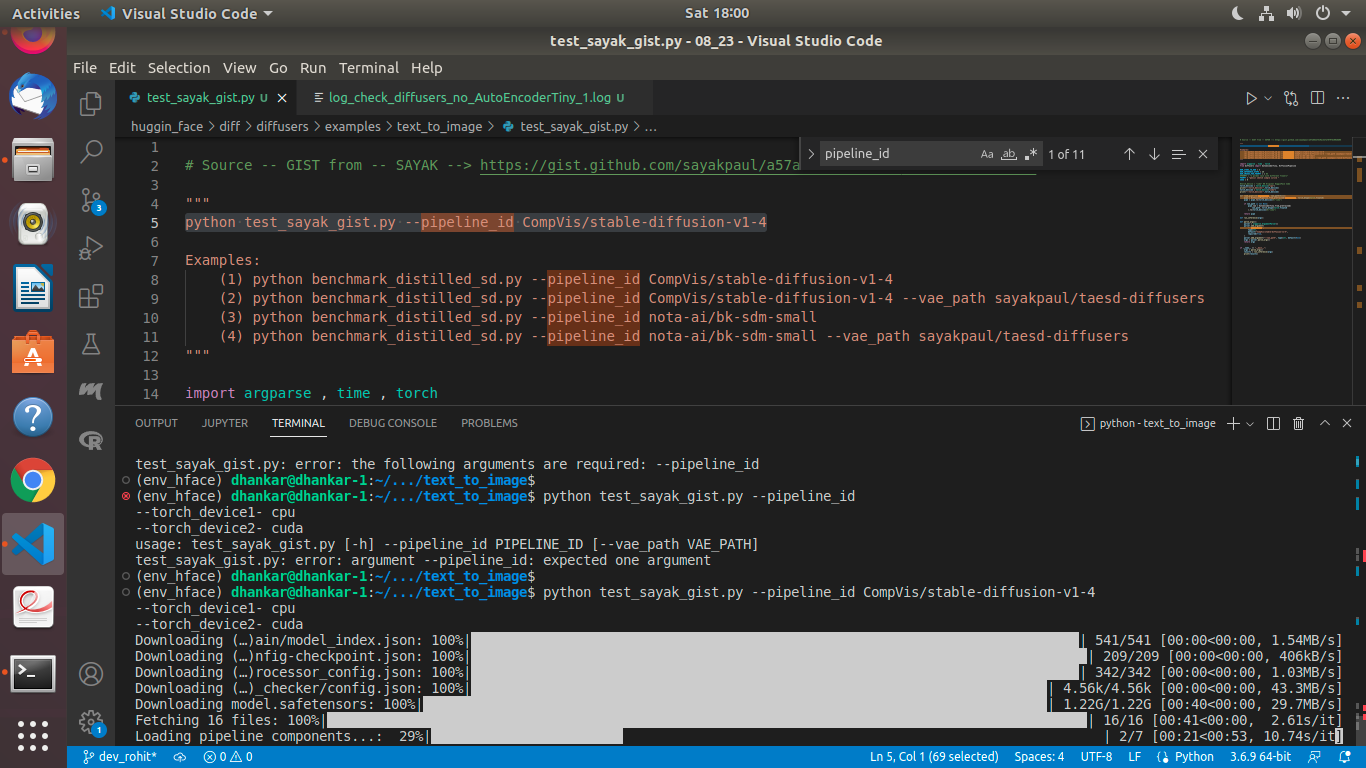 Activities Visual Studio Code Sat 18:00
test_sayak_gist.py - 08_23 - Visual Studio Code
File Edit Selection View Go Run Terminal Help
test_sayak_gist.py U log_check_diffusers_no_AutoEncoderTiny_1.log U
huggin_face > diff > diffusers > examples > text_to_image > test_sayak_gist.py > ...
pipeline_id Aa ab .* 1 of 11
1
2 # Source -- GIST from -- SAYAK --> https://gist.github.com/sayakpaul/a57a
3
4 """
5 python test_sayak_gist.py --pipeline_id CompVis/stable-diffusion-v1-4
6
7 Examples:
8 (1) python benchmark_distilled_sd.py --pipeline_id CompVis/stable-diffusion-v1-4
9 (2) python benchmark_distilled_sd.py --pipeline_id CompVis/stable-diffusion-v1-4 --vae_path sayakpaul/taesd-diffusers
10 (3) python benchmark_distilled_sd.py --pipeline_id nota-ai/bk-sdm-small
11 (4) python benchmark_distilled_sd.py --pipeline_id nota-ai/bk-sdm-small --vae_path sayakpaul/taesd-diffusers
12 """
13
14 import argparse , time , torch
3
OUTPUT JUPYTER TERMINAL DEBUG CONSOLE PROBLEMS python - text_to_image
test_sayak_gist.py: error: the following arguments are required: --pipeline_id
(env_hface) dhankar@dhankar-1:~/.../text_to_image$
(env_hface) dhankar@dhankar-1:~/.../text_to_image$ python test_sayak_gist.py --pipeline_id
--torch_device1- cpu
--torch_device2- cuda
usage: test_sayak_gist.py [-h] --pipeline_id PIPELINE_ID [--vae_path VAE_PATH]
test_sayak_gist.py: error: argument --pipeline_id: expected one argument
(env_hface) dhankar@dhankar-1:~/.../text_to_image$
(env_hface) dhankar@dhankar-1:~/.../text_to_image$ python test_sayak_gist.py --pipeline_id CompVis/stable-diffusion-v1-4
--torch_device1- cpu
--torch_device2- cuda
Downloading (…)ain/model_index.json: 100%| | 541/541 [00:00<00:00, 1.54MB/s]
Downloading (…)nfig-checkpoint.json: 100%| | 209/209 [00:00<00:00, 406kB/s]
Downloading (…)rocessor_config.json: 100%| | 342/342 [00:00<00:00, 1.03MB/s]
Downloading (…)_checker/config.json: 100%| | 4.56k/4.56k [00:00<00:00, 43.3MB/s]
Downloading model.safetensors: 100%| | 1.22G/1.22G [00:40<00:00, 29.7MB/s]
Fetching 16 files: 100%| | 16/16 [00:41<00:00, 2.61s/it]
Loading pipeline components...: 29%| | 2/7 [00:21<00:53, 10.74s/it]
1
dev_rohit* 0 0 Ln 5, Col 1 (69 selected) Spaces: 4 UTF-8 LF Python 3.6.9 64-bit